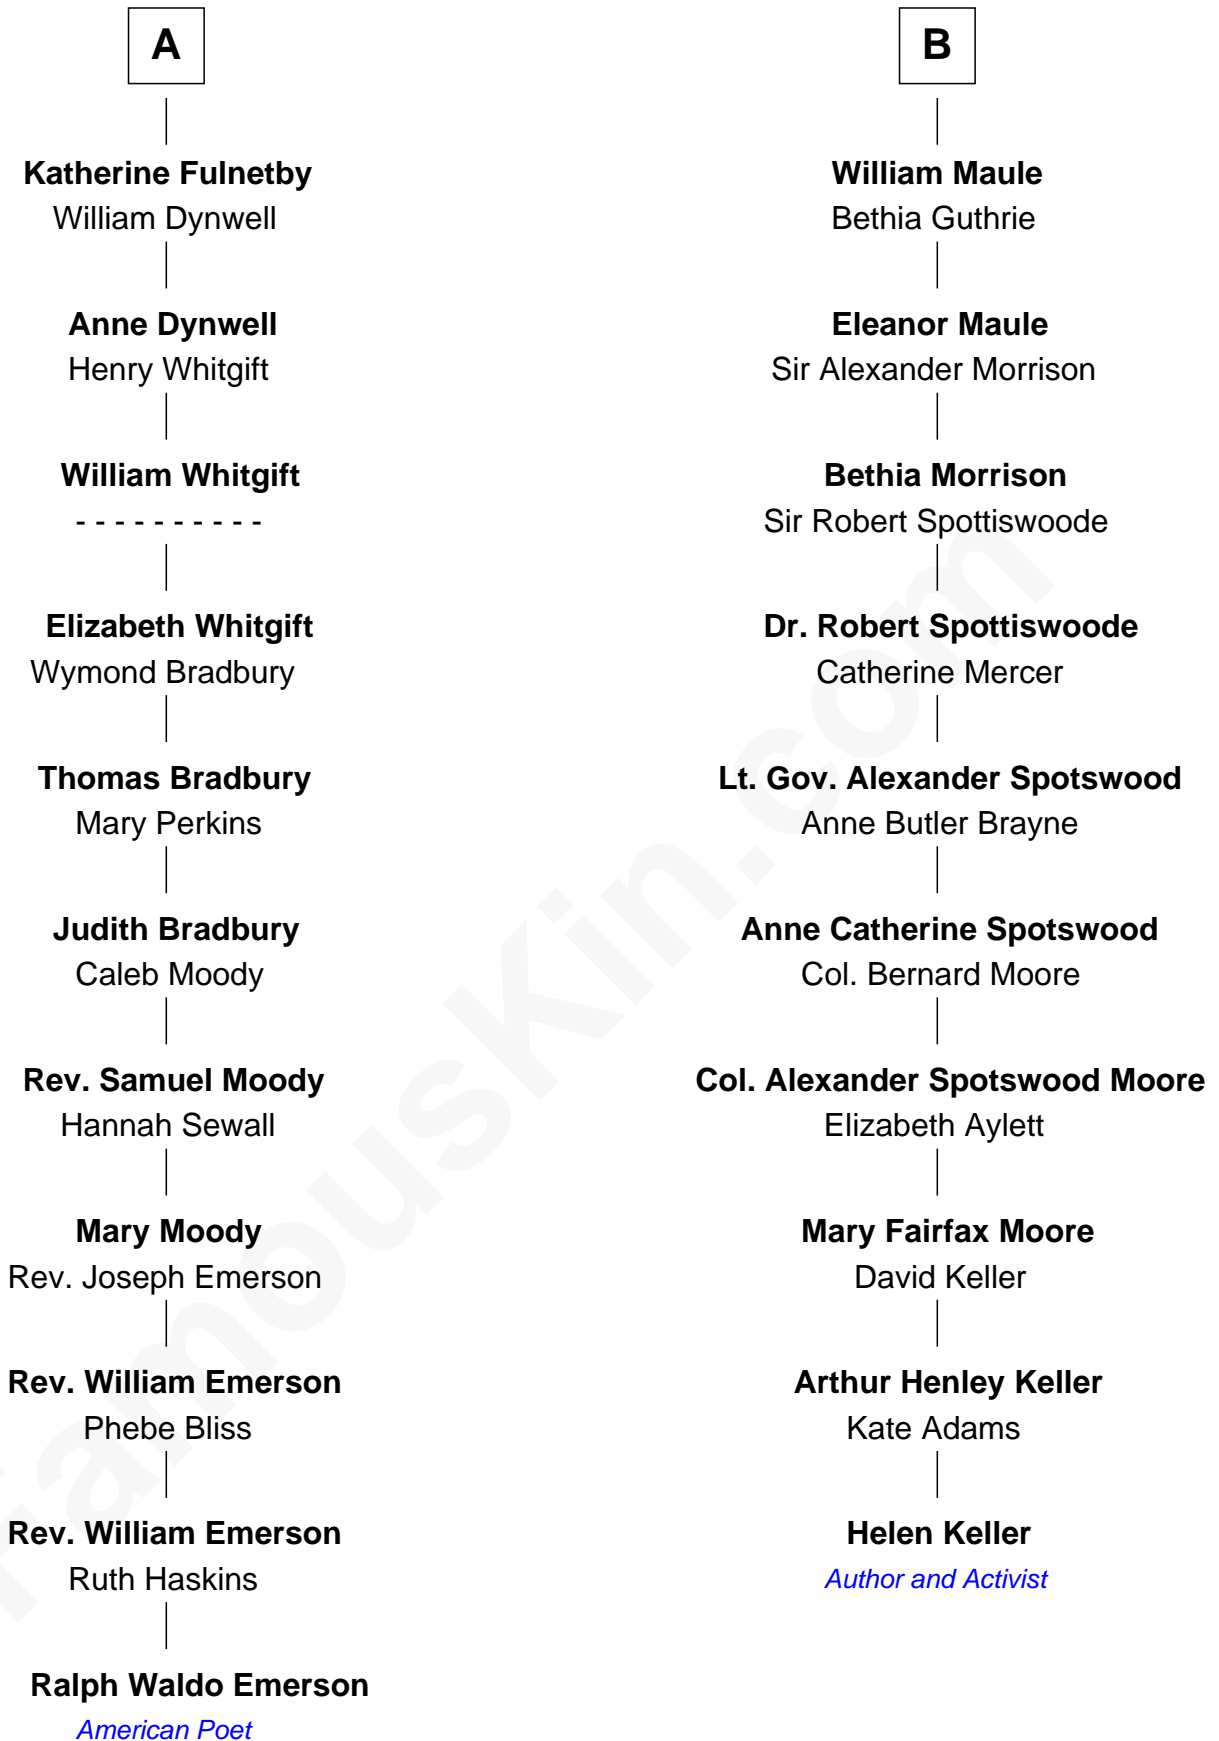 A
Katherine Fulnetby
William Dynwell
Anne Dynwell
Henry Whitgift
William Whitgift
- - - - - - - - - -
Elizabeth Whitgift
Wymond Bradbury
Thomas Bradbury
Mary Perkins
Judith Bradbury
Caleb Moody
Rev. Samuel Moody
Hannah Sewall
Mary Moody
Rev. Joseph Emerson
Rev. William Emerson
Phebe Bliss
Rev. William Emerson
Ruth Haskins
Ralph Waldo Emerson
American Poet
B
William Maule
Bethia Guthrie
Eleanor Maule
Sir Alexander Morrison
Bethia Morrison
Sir Robert Spottiswoode
Dr. Robert Spottiswoode
Catherine Mercer
Lt. Gov. Alexander Spotswood
Anne Butler Brayne
Anne Catherine Spotswood
Col. Bernard Moore
Col. Alexander Spotswood Moore
Elizabeth Aylett
Mary Fairfax Moore
David Keller
Arthur Henley Keller
Kate Adams
Helen Keller
Author and Activist
FamousKin.com